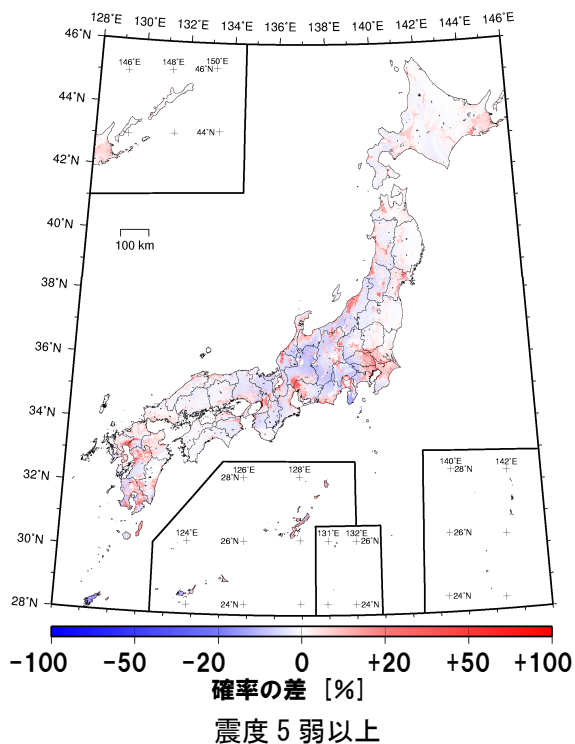 128˚E 130˚E 132˚E 134˚E 136˚E 138˚E 140˚E 142˚E 144˚E 146˚E
46˚N
146˚E 148˚E 150˚E
46˚N
44˚N
44˚N
42˚N
40˚N
100 km
38˚N
36˚N
34˚N
32˚N
126˚E 128˚E
28˚N
140˚E 142˚E
28˚N
124˚E
26˚N
131˚E 132˚E
26˚N
26˚N
30˚N
24˚N
24˚N
24˚N
28˚N
-100 -50 -20 0 +20 +50 +100
確率の差 [%]
震度5弱以上